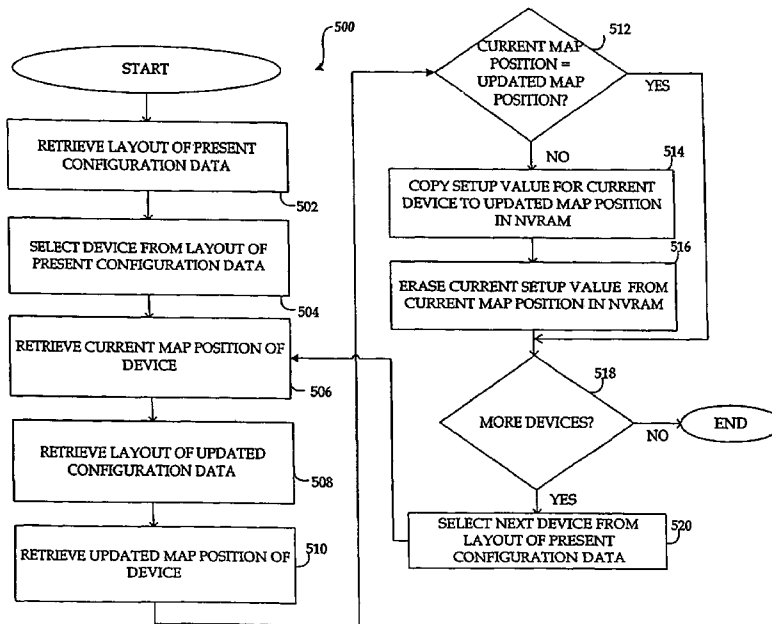 500
START
RETRIEVE LAYOUT OF PRESENT
CONFIGURATION DATA
502
SELECT DEVICE FROM LAYOUT OF
PRESENT CONFIGURATION DATA
504
RETRIEVE CURRENT MAP POSITION OF
DEVICE
506
RETRIEVE LAYOUT OF UPDATED
CONFIGURATION DATA
508
RETRIEVE UPDATED MAP POSITION OF
DEVICE
510
CURRENT MAP
POSITION =
UPDATED MAP
POSITION?
512
YES
NO
COPY SETUP VALUE FOR CURRENT
DEVICE TO UPDATED MAP POSITION
IN NVRAM
514
ERASE CURRENT SETUP VALUE FROM
CURRENT MAP POSITION IN NVRAM
516
MORE DEVICES?
518
NO
END
YES
SELECT NEXT DEVICE FROM
LAYOUT OF PRESENT
CONFIGURATION DATA
520